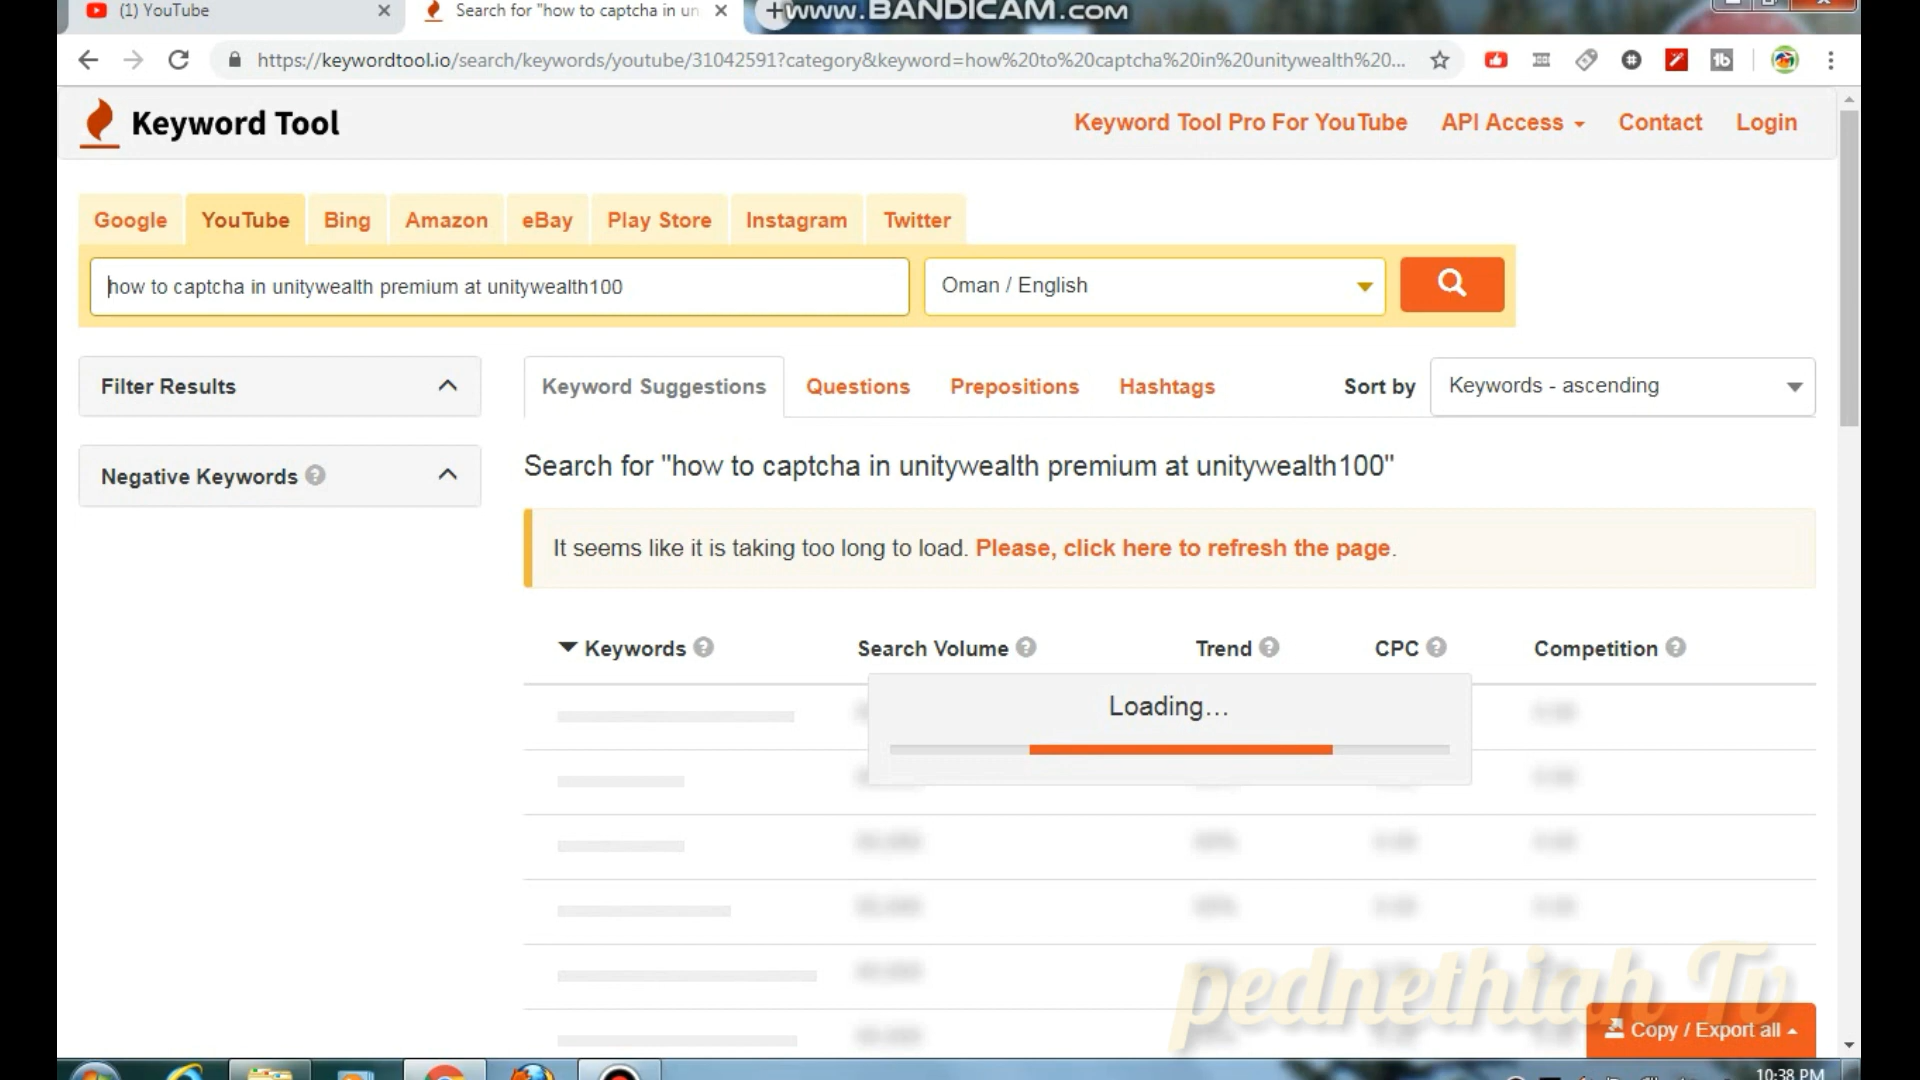 (1) YouTube
Search for "how to captcha in un
www.BANDICAM.com
https://keywordtool.io/search/keywords/youtube/31042591?category&keyword=how%20to%20captcha%20in%20unitywealth%20...
Keyword Tool
Keyword Tool Pro For YouTube
API Access
Contact
Login
Google
YouTube
Bing
Amazon
eBay
Play Store
Instagram
Twitter
how to captcha in unitywealth premium at unitywealth100
Oman / English
Filter Results
Keyword Suggestions
Questions
Prepositions
Hashtags
Sort by
Keywords - ascending
Negative Keywords
Search for "how to captcha in unitywealth premium at unitywealth100"
It seems like it is taking too long to load. Please, click here to refresh the page.
Keywords
Search Volume
Trend
CPC
Competition
Loading...
pednethiah Tv
Copy / Export all
10:38 PM